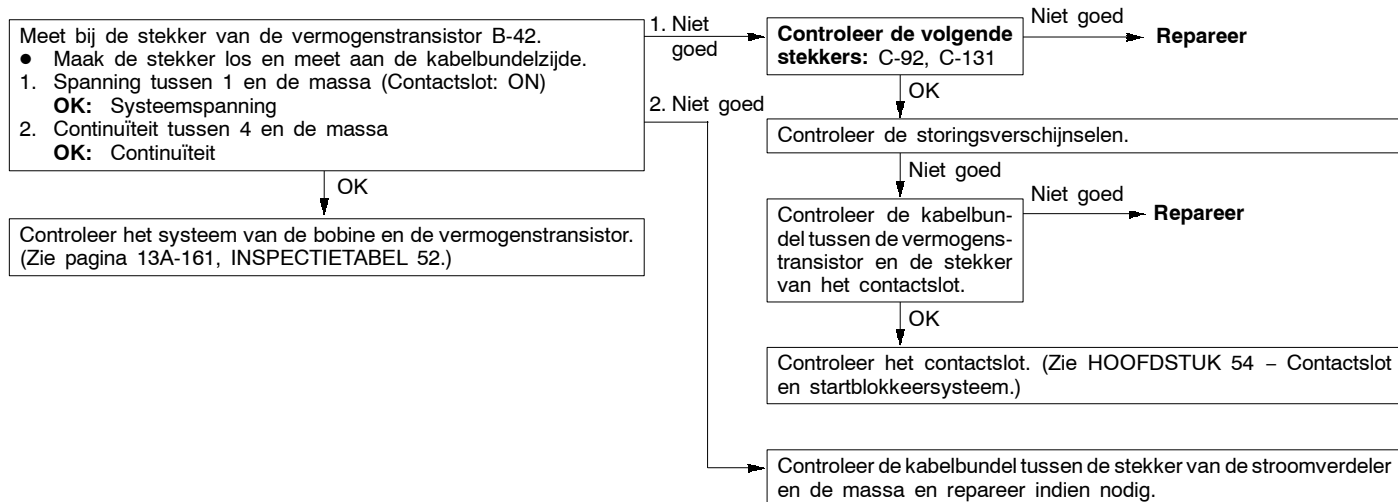 Meet bij de stekker van de vermogenstransistor B-42.
● Maak de stekker los en meet aan de kabelbundelzijde.
1. Spanning tussen 1 en de massa (Contactslot: ON)
OK: Systeemspanning
2. Continuïteit tussen 4 en de massa
OK: Continuïteit
OK
Controleer het systeem van de bobine en de vermogenstransistor.
(Zie pagina 13A-161, INSPECTIETABEL 52.)
1. Niet
goed
2. Niet goed
Controleer de volgende
stekkers: C-92, C-131
Niet goed
Repareer
OK
Controleer de storingsverschijnselen.
Niet goed
Controleer de kabelbun-
del tussen de vermogens-
transistor en de stekker
van het contactslot.
Niet goed
Repareer
OK
Controleer het contactslot. (Zie HOOFDSTUK 54 – Contactslot
en startblokkeersysteem.)
Controleer de kabelbundel tussen de stekker van de stroomverdeler
en de massa en repareer indien nodig.